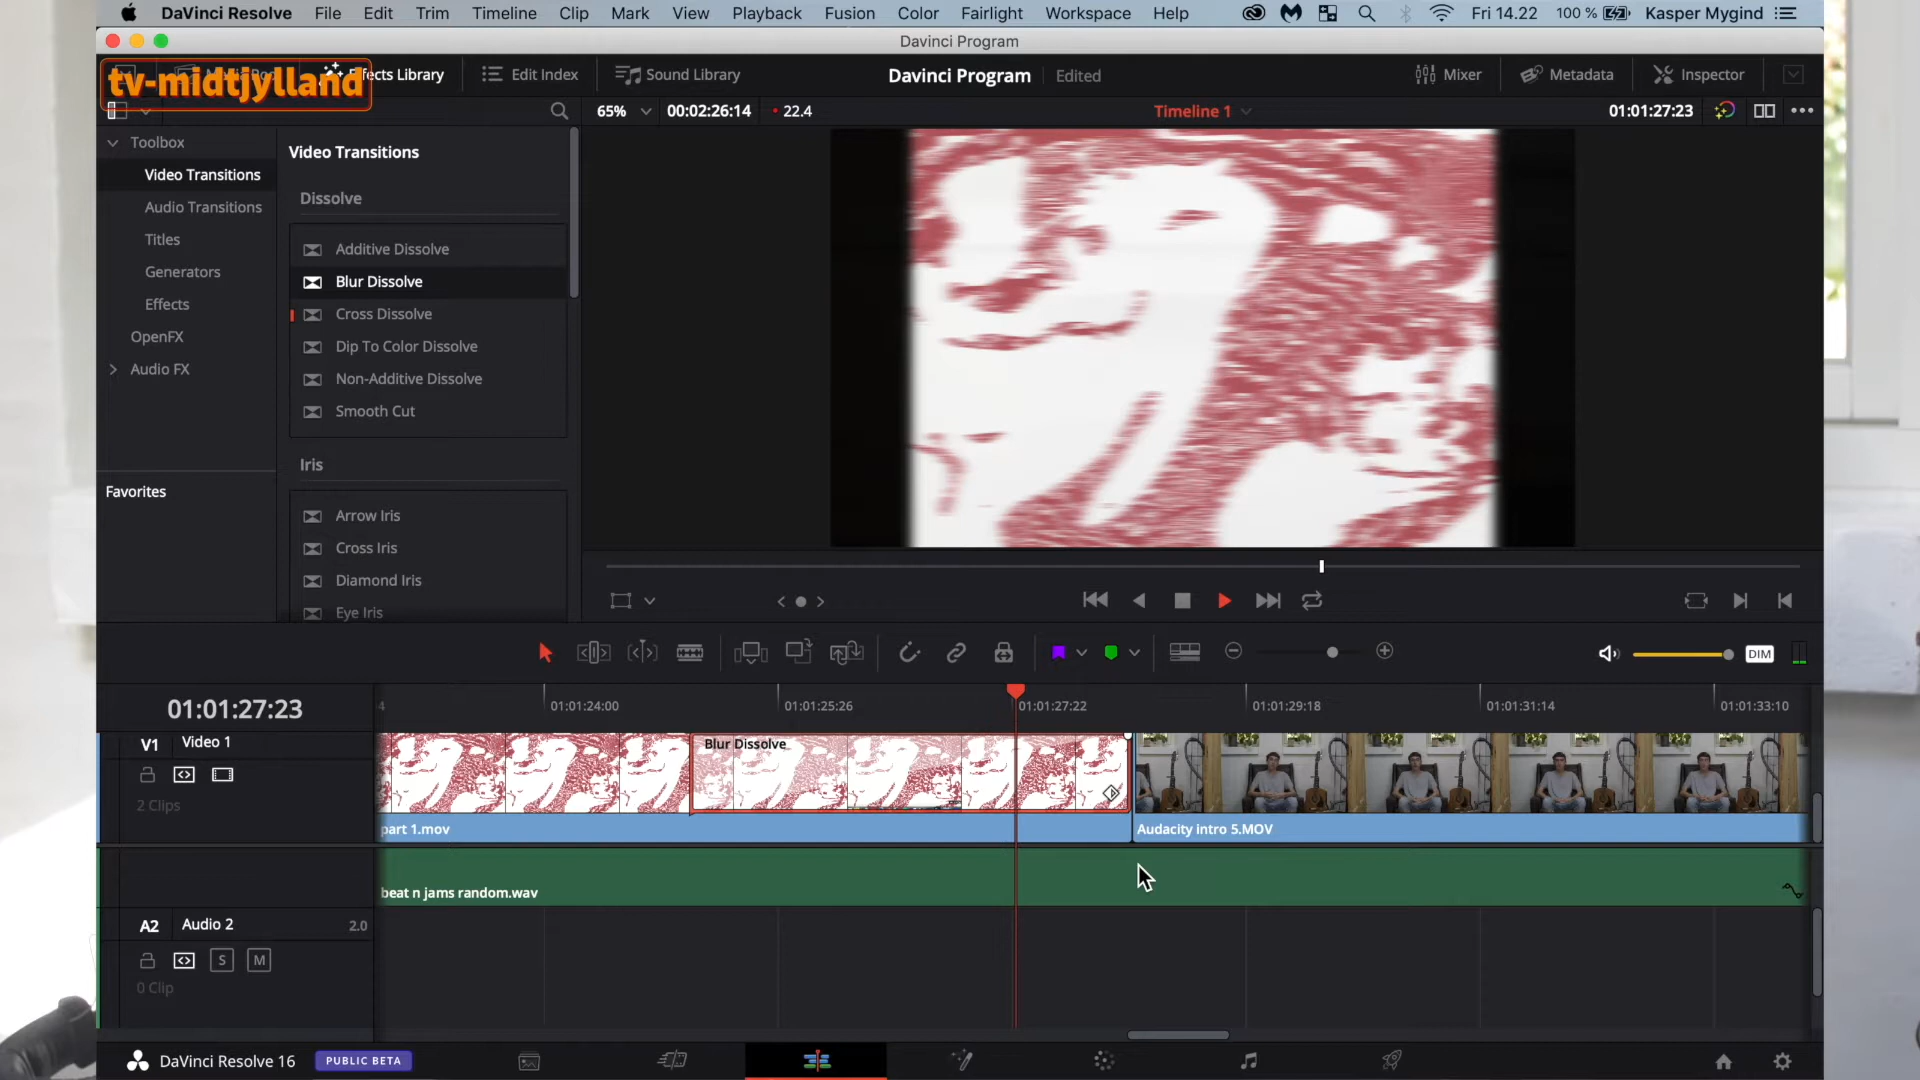 DaVinci Resolve File Edit Trim Timeline Clip Mark View Playback Fusion Color Fairlight Workspace Help Fri 14.22 100 % Kasper Mygind
Davinci Program
tv-midtjylland
Effects Library Edit Index Sound Library Davinci Program Edited Mixer Metadata Inspector
65% 00:02:26:14 22.4 Timeline 1 01:01:27:23
Toolbox
Video Transitions
Audio Transitions
Titles
Generators
Effects
OpenFX
Audio FX
Favorites
Video Transitions
Dissolve
Additive Dissolve
Blur Dissolve
Cross Dissolve
Dip To Color Dissolve
Non-Additive Dissolve
Smooth Cut
Iris
Arrow Iris
Cross Iris
Diamond Iris
Eye Iris
DIM
01:01:27:23
4 01:01:24:00 01:01:25:26 01:01:27:22 01:01:29:18 01:01:31:14 01:01:33:10
V1 Video 1
2 Clips
Blur Dissolve
part 1.mov Audacity intro 5.MOV
beat n jams random.wav
A2 Audio 2 2.0
S M
0 Clip
DaVinci Resolve 16 PUBLIC BETA